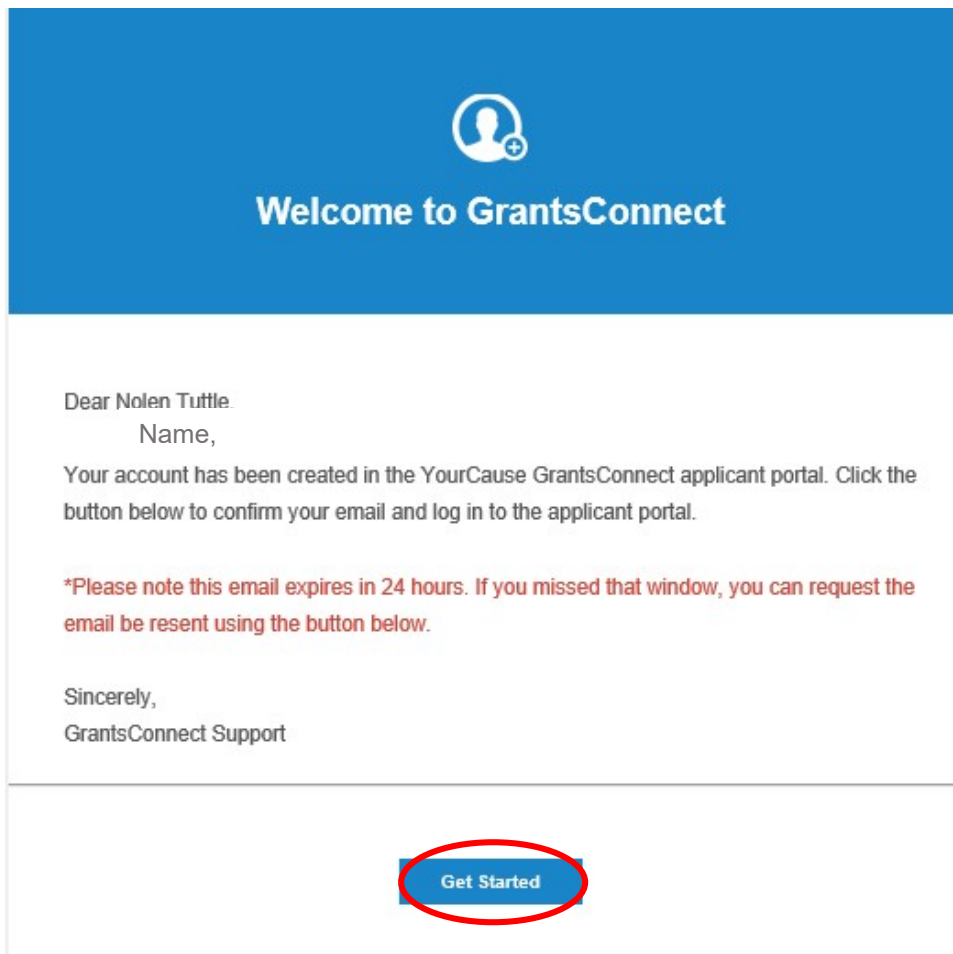 Welcome to GrantsConnect
Dear Nolen Tuttle,
Name,
Your account has been created in the YourCause GrantsConnect applicant portal. Click the
button below to confirm your email and log in to the applicant portal.
*Please note this email expires in 24 hours. If you missed that window, you can request the
email be resent using the button below.
Sincerely,
GrantsConnect Support
Get Started